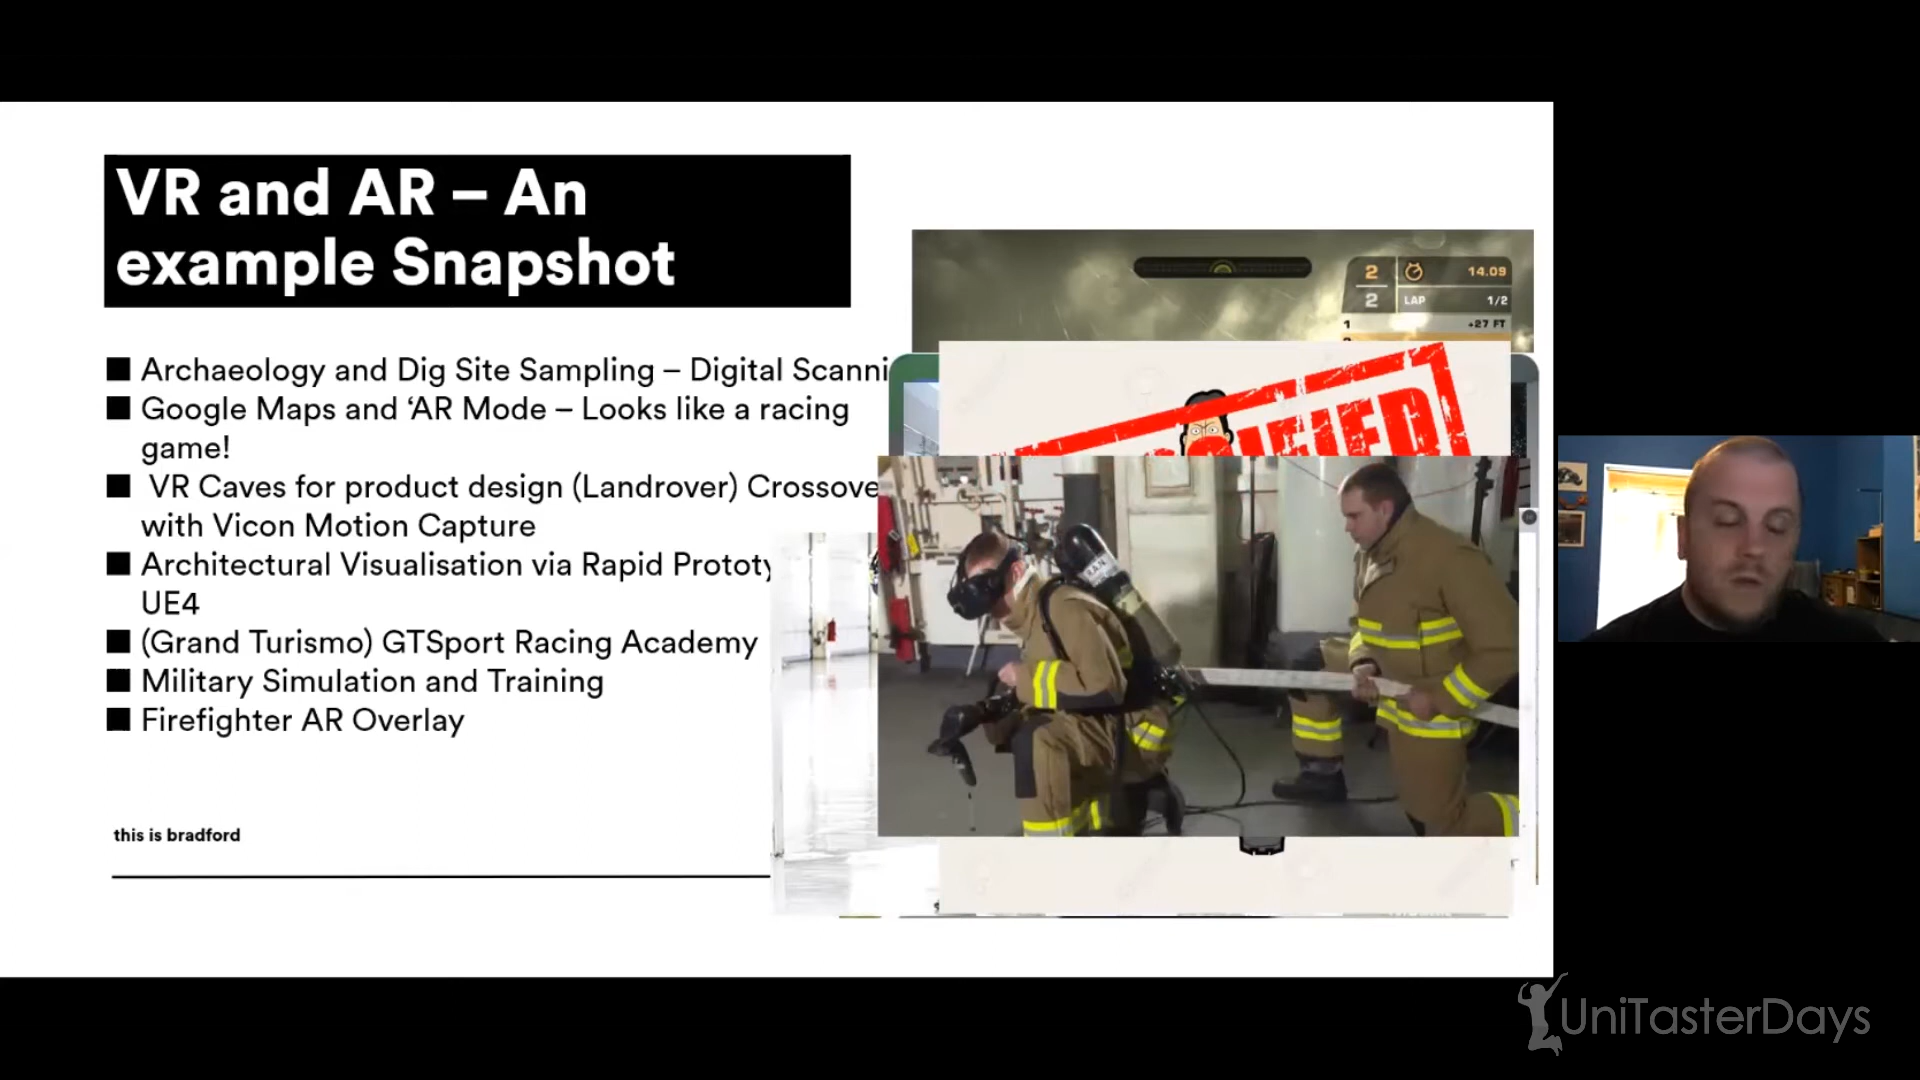 VR and AR – An
example Snapshot
■ Archaeology and Dig Site Sampling – Digital Scanni
■ Google Maps and ‘AR Mode – Looks like a racing
game!
■ VR Caves for product design (Landrover) Crossove
with Vicon Motion Capture
■ Architectural Visualisation via Rapid Prototy
UE4
■ (Grand Turismo) GTSport Racing Academy
■ Military Simulation and Training
■ Firefighter AR Overlay
this is bradford
2 14.09
2 LAP 1/2
1 +27 FT
UniTasterDays